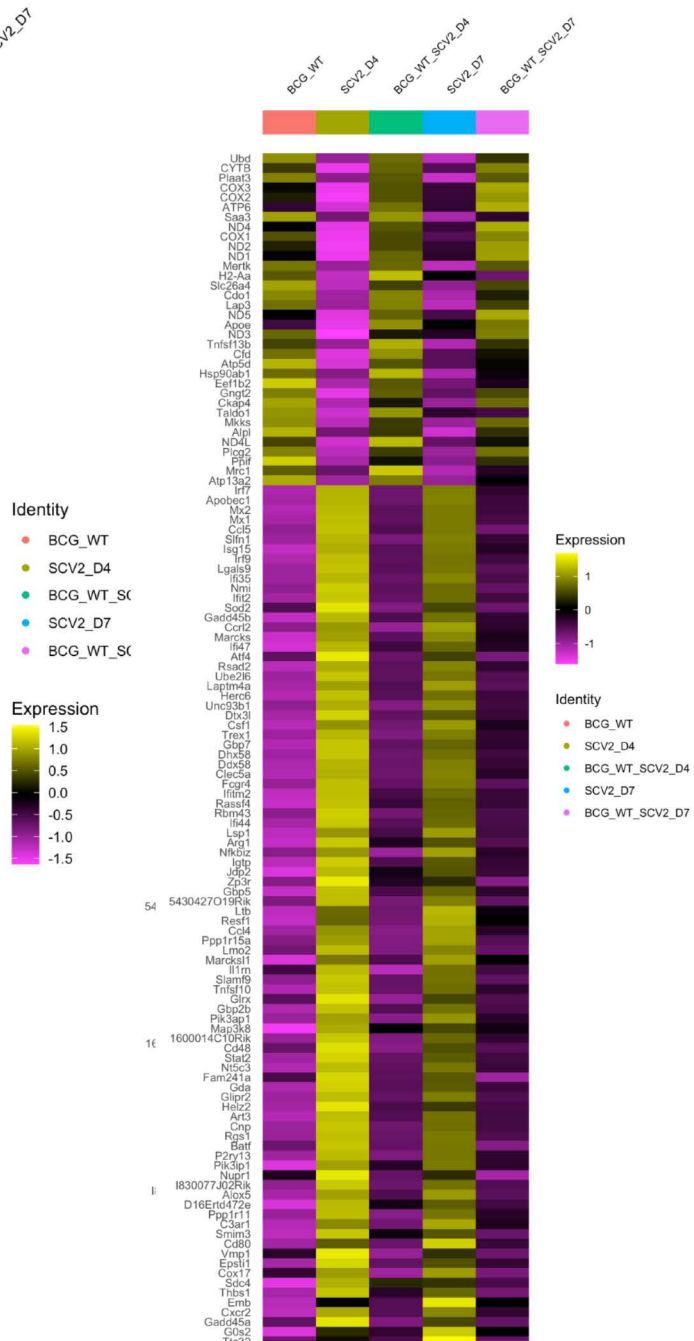 CV2_D7
BCG_WT
SCV2_D4
BCG_WT_SCV2_D4
SCV2_D7
BCG_WT_SCV2_D7
Ubd
CYTB
Plaat3
COX3
COX2
ATP6
Saa3
ND4
COX1
ND2
ND1
Mertk
H2-Aa
Slc26a4
Cdo1
Lap3
ND5
Apoe
ND3
Tnfsf13b
Cfd
Atp5d
Hsp90ab1
Eef1b2
Gngt2
Ckap4
Taldo1
Mkks
Alpl
ND4L
Plcg2
Ppif
Mrc1
Atp13a2
Irf7
Apobec1
Mx2
Mx1
Ccl5
Slfn1
Isg15
Irf9
Lgals9
Ifi35
Nmi
Ifit2
Sod2
Gadd45b
Ccrl2
Marcks
Ifi47
Atf4
Rsad2
Ube2l6
Laptm4a
Herc6
Unc93b1
Dtx3l
Csf1
Trex1
Gbp7
Dhx58
Ddx58
Clec5a
Fcgr4
Ifitm2
Rassf4
Rbm43
Ifi44
Lsp1
Arg1
Nfkbiz
Igtp
Jdp2
Zp3r
Gbp5
5430427O19Rik
Ltb
Resf1
Ccl4
Ppp1r15a
Lmo2
Marcksl1
Il1rn
Slamf9
Tnfsf10
Glrx
Gbp2b
Pik3ap1
Map3k8
1600014C10Rik
Cd48
Stat2
Nt5c3
Fam241a
Gda
Glipr2
Helz2
Art3
Cnp
Rgs1
Batf
P2ry13
Pik3ip1
Nupr1
I830077J02Rik
Alox5
D16Ertd472e
Ppp1r11
C3ar1
Smim3
Cd80
Vmp1
Epsti1
Cox17
Sdc4
Thbs1
Emb
Cxcr2
Gadd45a
G0s2
Identity
BCG_WT
SCV2_D4
BCG_WT_S
SCV2_D7
BCG_WT_S
Expression
1.5
1.0
0.5
0.0
-0.5
-1.0
-1.5
54
16
Expression
1
0
-1
Identity
BCG_WT
SCV2_D4
BCG_WT_SCV2_D4
SCV2_D7
BCG_WT_SCV2_D7